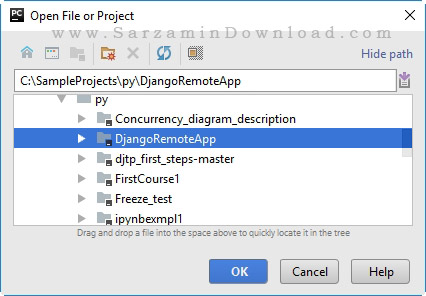 PC
Open File or Project
www.SarzaminDownload.com
Hide path
C:\SampleProjects\py\DjangoRemoteApp
py
Concurrency_diagram_description
DjangoRemoteApp
djtp_first_steps-master
FirstCourse1
Freeze_test
ipynbexmpl1
Drag and drop a file into the space above to quickly locate it in the tree
OK Cancel Help